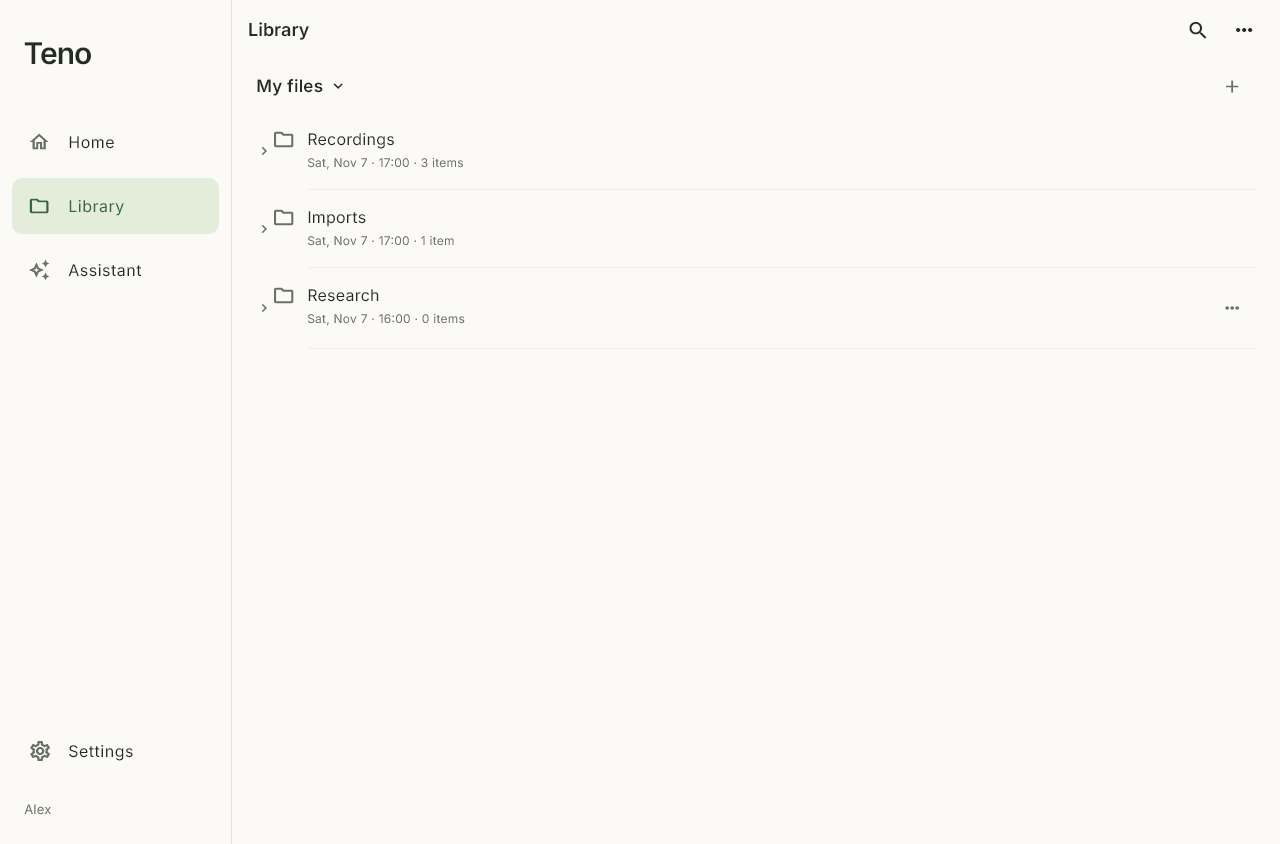 Teno
Home
Library
Assistant
Settings
Alex
Library
My files
Recordings
Sat, Nov 7 · 17:00 · 3 items
Imports
Sat, Nov 7 · 17:00 · 1 item
Research
Sat, Nov 7 · 16:00 · 0 items